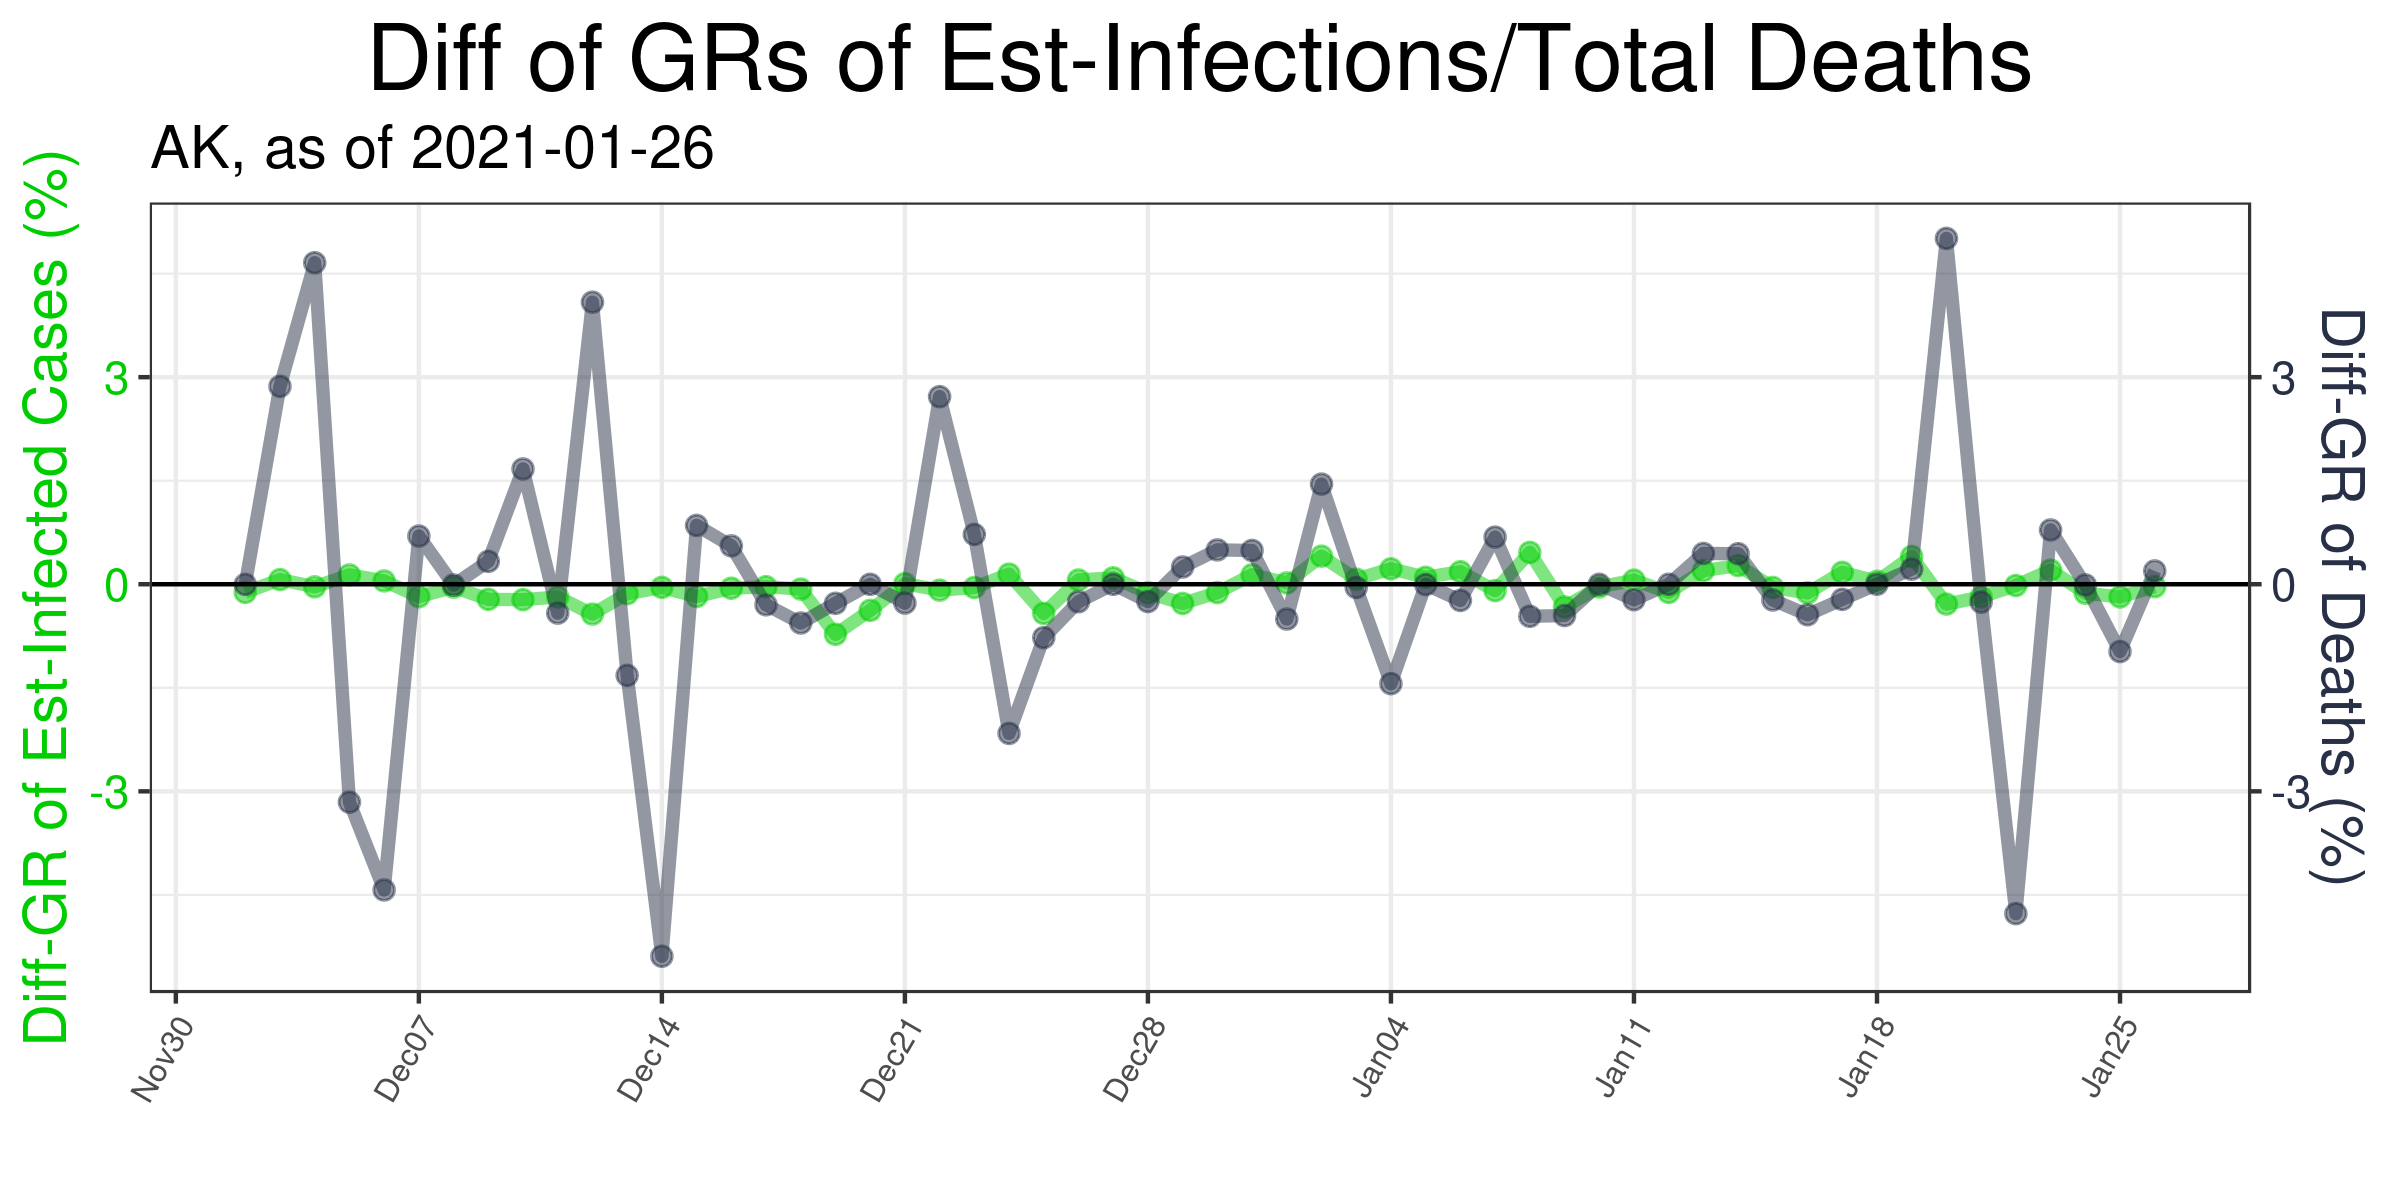 Diff of GRs of Est-Infections/Total Deaths
AK, as of 2021-01-26
Diff-GR of Est-Infected Cases (%)
3
0
-3
3
0
-3
Diff-GR of Deaths (%)
Nov30
Dec07
Dec14
Dec21
Dec28
Jan04
Jan11
Jan18
Jan25